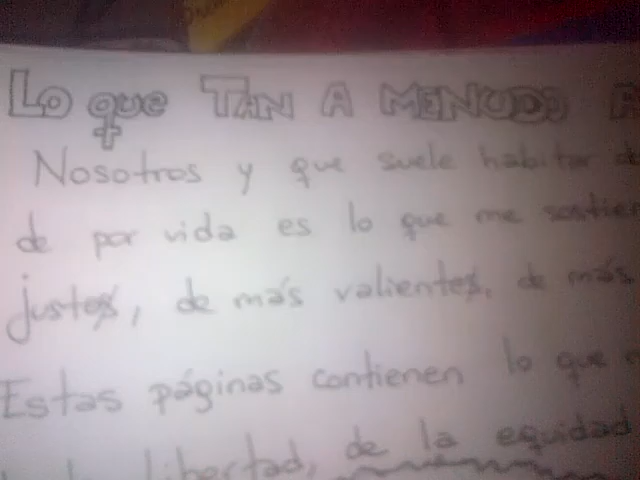 Lo que TAN A MENUDO
Nosotros y que suele habitar
de por vida es lo que me
justos, de más valientes, de más
Estas páginas contienen lo que
libertad, de la equidad